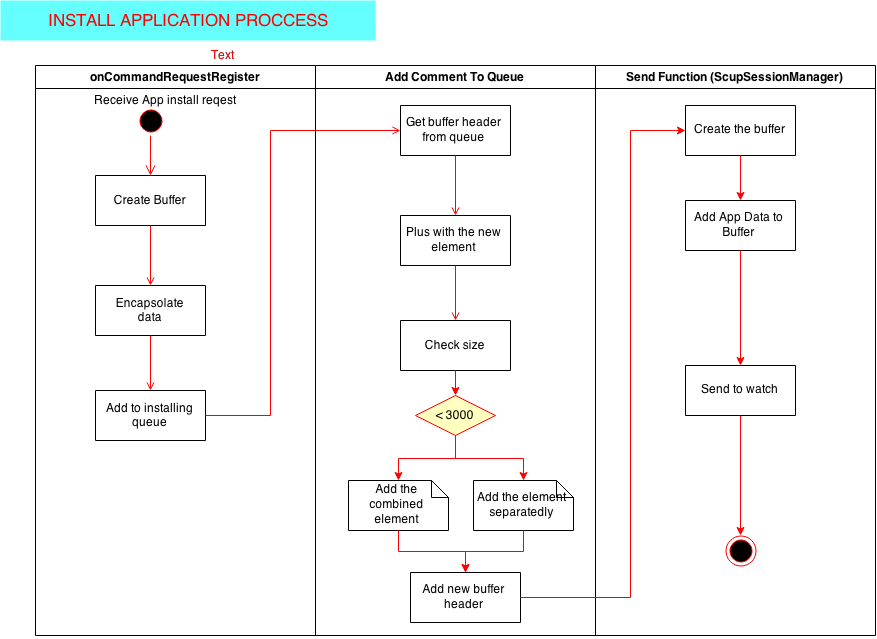 INSTALL APPLICATION PROCCESS
Text
onCommandRequestRegister
Add Comment To Queue
Send Function (ScupSessionManager)
Receive App install reqest
Create Buffer
Encapsolate
data
Add to installing
queue
Get buffer header
from queue
Plus with the new
element
Check size
<3000
Add the
combined
element
Add the element
separatedly
Add new buffer
header
Create the buffer
Add App Data to
Buffer
Send to watch